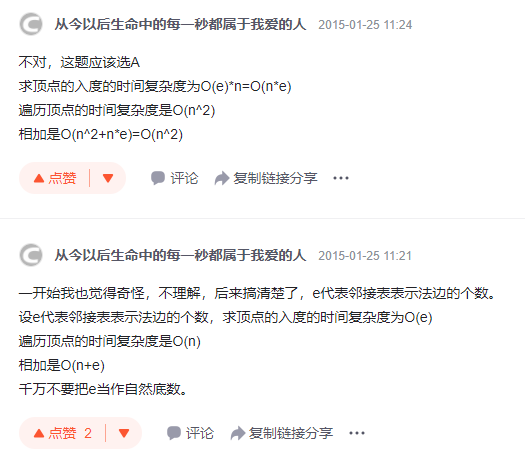 从今以后生命中的每一秒都属于我爱的人 2015-01-25 11:24
不对，这题应该选A
求顶点的入度的时间复杂度为O(e)*n=O(n*e)
遍历顶点的时间复杂度是O(n^2)
相加是O(n^2+n*e)=O(n^2)
点赞 评论 复制链接分享
从今以后生命中的每一秒都属于我爱的人 2015-01-25 11:21
一开始我也觉得奇怪，不理解，后来搞清楚了，e代表邻接表表示法边的个数。
设e代表邻接表表示法边的个数，求顶点的入度的时间复杂度为O(e)
遍历顶点的时间复杂度是O(n)
相加是O(n+e)
千万不要把e当作自然底数。
点赞 2 评论 复制链接分享